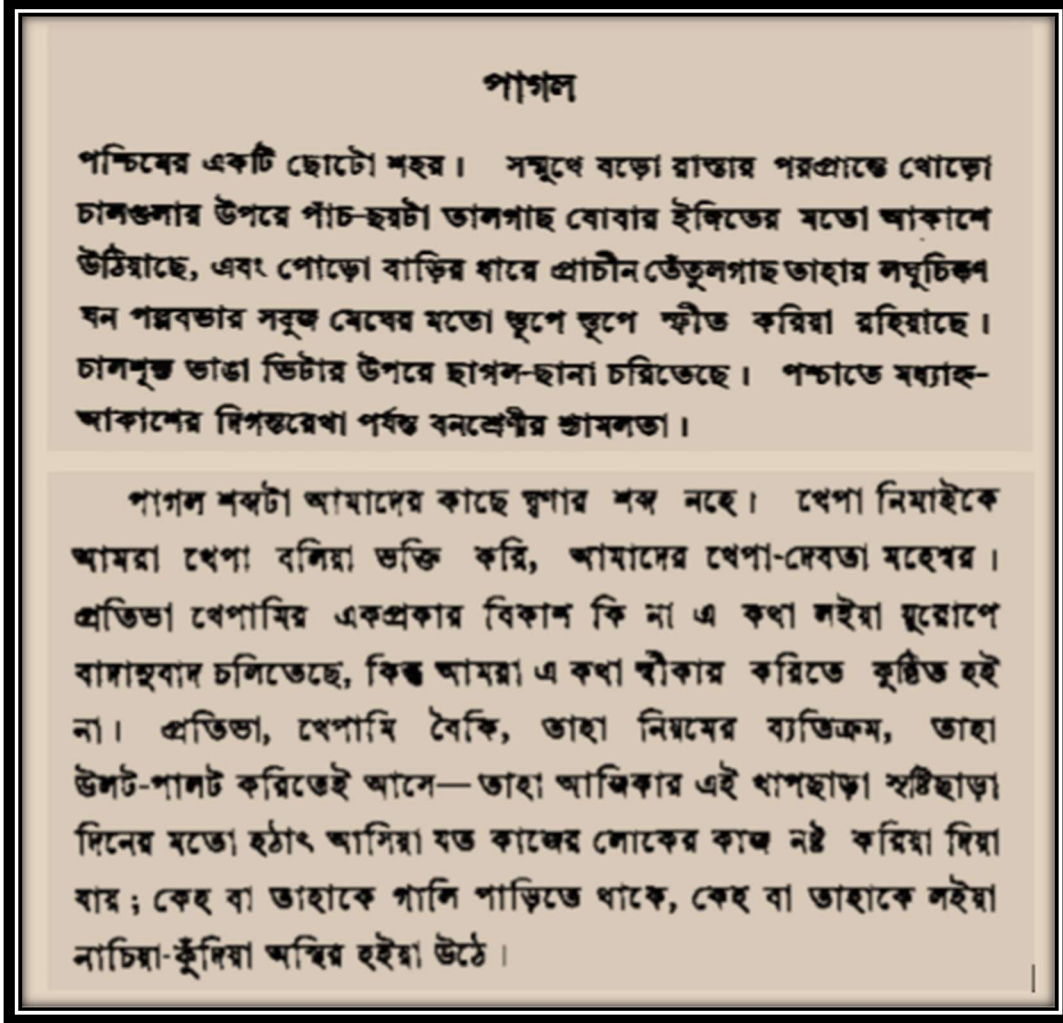 পাগল
পশ্চিমের একটি ছোটো শহর। সম্মুখে বড়ো রাস্তার পরপ্রান্তে খোড়ো
চালগুলার উপরে পাঁচ-ছয়টা তালগাছ বোবার ইঙ্গিতের মতো আকাশে
উঠিয়াছে, এবং পোড়ো বাড়ির ধারে প্রাচীন তেঁতুলগাছ তাহার লঘুচিক্কণ
ঘন পল্লবভার সবুজ মেঘের মতো স্তূপে স্তূপে স্ফীত করিয়া রহিয়াছে।
চালশূন্য ভাঙা ভিটার উপরে ছাগল-ছানা চরিতেছে। পশ্চাতে মধ্যাহ্ন-
আকাশের দিগন্তরেখা পর্যন্ত বনশ্রেণীর শ্যামলতা।
পাগল শব্দটা আমাদের কাছে ঘৃণার শব্দ নহে। খেপা নিমাইকে
আমরা খেপা বলিয়া ভক্তি করি, আমাদের খেপা-দেবতা মহেশ্বর।
প্রতিভা খেপামির একপ্রকার বিকাশ কি না এ কথা লইয়া য়ুরোপে
বাদানুবাদ চলিতেছে, কিন্তু আমরা এ কথা স্বীকার করিতে কুণ্ঠিত হই
না। প্রতিভা, খেপামি বৈকি, তাহা নিয়মের ব্যতিক্রম, তাহা
উলট-পালট করিতেই আসে— তাহা আজিকার এই খাপছাড়া সৃষ্টিছাড়া
দিনের মতো হঠাৎ আসিয়া যত কাজের লোকের কাজ নষ্ট করিয়া দিয়া
যায়; কেহ বা তাহাকে গালি পাড়িতে থাকে, কেহ বা তাহাকে লইয়া
নাচিয়া-কুঁদিয়া অস্থির হইয়া উঠে।